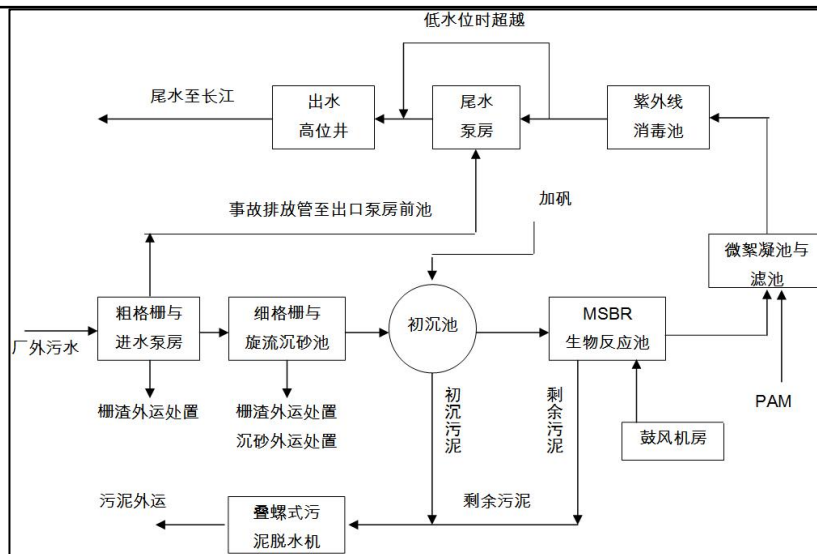 低水位时超越
尾水至长江
出水
高位井
尾水
泵房
紫外线
消毒池
事故排放管至出口泵房前池
加矾
微絮凝池与
滤池
厂外污水
粗格栅与
进水泵房
细格栅与
旋流沉砂池
初沉池
MSBR
生物反应池
PAM
栅渣外运处置
栅渣外运处置
沉砂外运处置
初沉污泥
剩余污泥
鼓风机房
污泥外运
叠螺式污
泥脱水机
剩余污泥